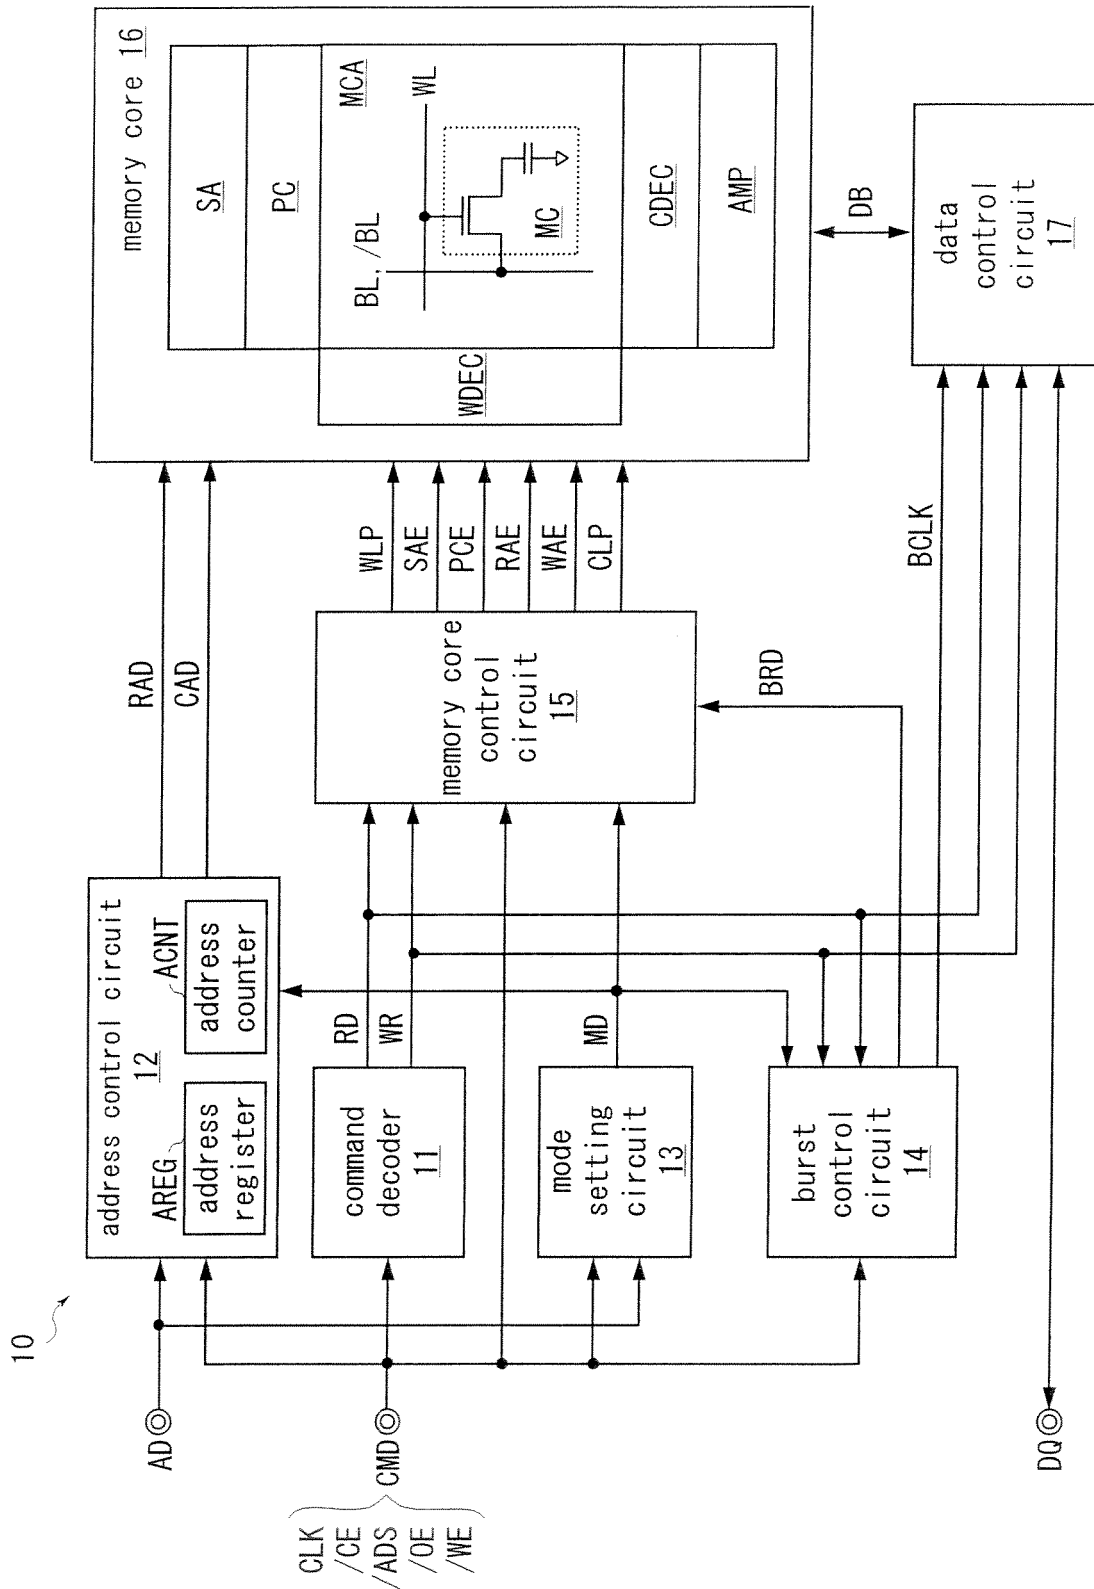 10
AD
CMD
CLK
/CE
/ADS
/OE
/WE
DQ
address control circuit
12
AREG
address
register
ACNT
address
counter
command
decoder
11
mode
setting
circuit
13
burst
control
circuit
14
RD
WR
MD
RAD
CAD
memory core
control
circuit
15
BRD
BCLK
WLP
SAE
PCE
RAE
WAE
CLP
memory core 16
SA
PC
WDEC
MCA
BL, /BL
WL
MC
CDEC
AMP
DB
data
control
circuit
17